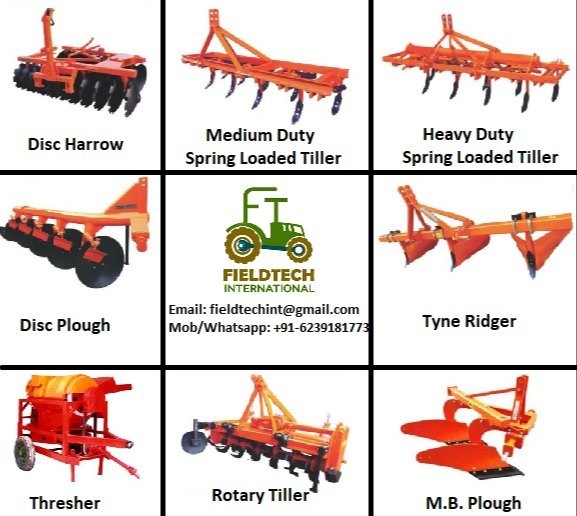 Disc Harrow
Medium Duty
Spring Loaded Tiller
Heavy Duty
Spring Loaded Tiller
Disc Plough
FT
FIELDTECH
INTERNATIONAL
Email: fieldtechint@gmail.com
Mob/Whatsapp: +91-6239181773
Tyne Ridger
Thresher
Rotary Tiller
M.B. Plough